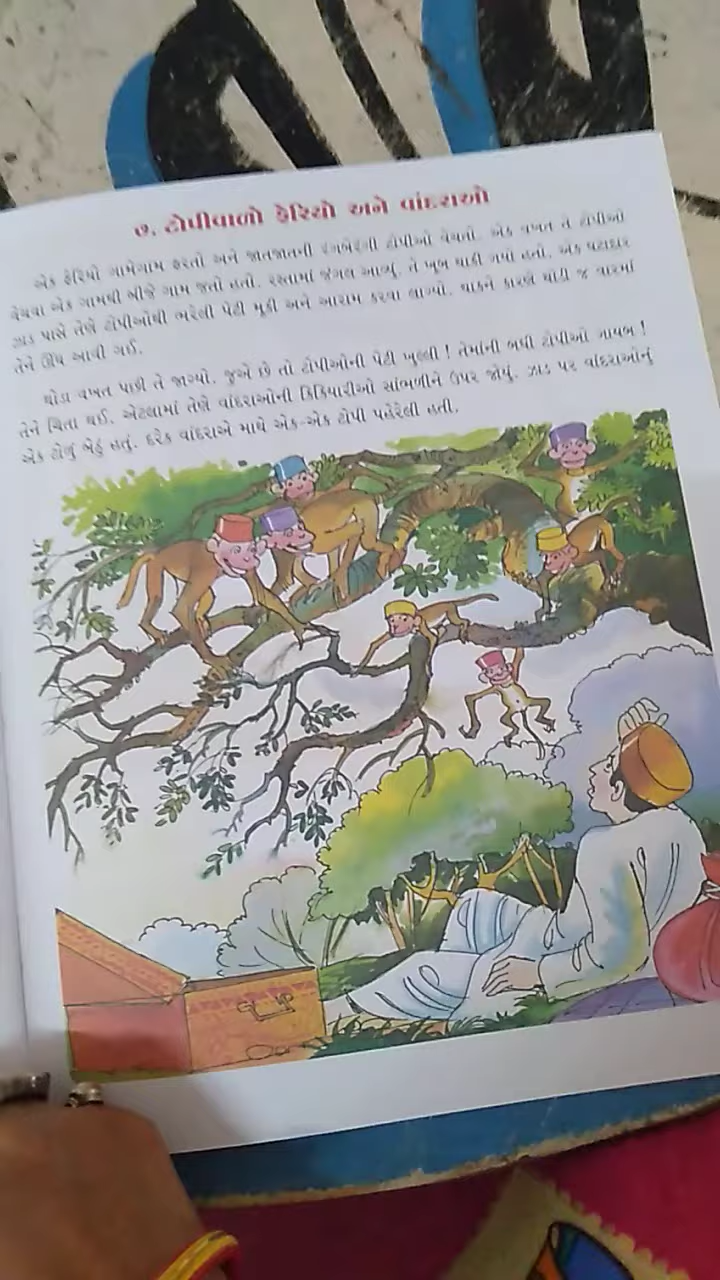 ૭. ટોપીવાળો ફેરિયો અને વાંદરાઓ
એક ફેરિયો ગામેગામ ફરતો અને જાતજાતની રંગબેરંગી ટોપીઓ વેચતો. એક વખત તે ટોપીઓ
વેચવા એક ગામથી બીજે ગામ જતો હતો. રસ્તામાં જંગલ આવ્યું. તે ખૂબ થાકી ગયો હતો. એક ઘટાદાર
ઝાડ પાસે તેણે ટોપીઓથી ભરેલી પેટી મૂકી અને આરામ કરવા લાગ્યો. થાકને કારણે થોડી જ વારમાં
તેને ઊંઘ આવી ગઈ.
થોડા વખત પછી તે જાગ્યો. જુએ છે તો ટોપીઓની પેટી ખુલ્લી ! તેમાંની બધી ટોપીઓ ગાયબ !
તેને ચિંતા થઈ. એટલામાં તેણે વાંદરાઓની કિકિયારીઓ સાંભળીને ઉપર જોયું. ઝાડ પર વાંદરાઓનું
એક ટોળું બેઠું હતું. દરેક વાંદરાએ માથે એક-એક ટોપી પહેરેલી હતી.